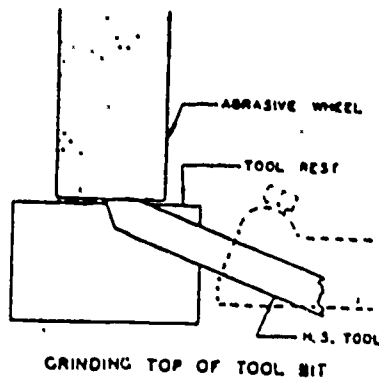 ABRASIVE WHEEL
TOOL REST
H.S. TOOL
GRINDING TOP OF TOOL BIT